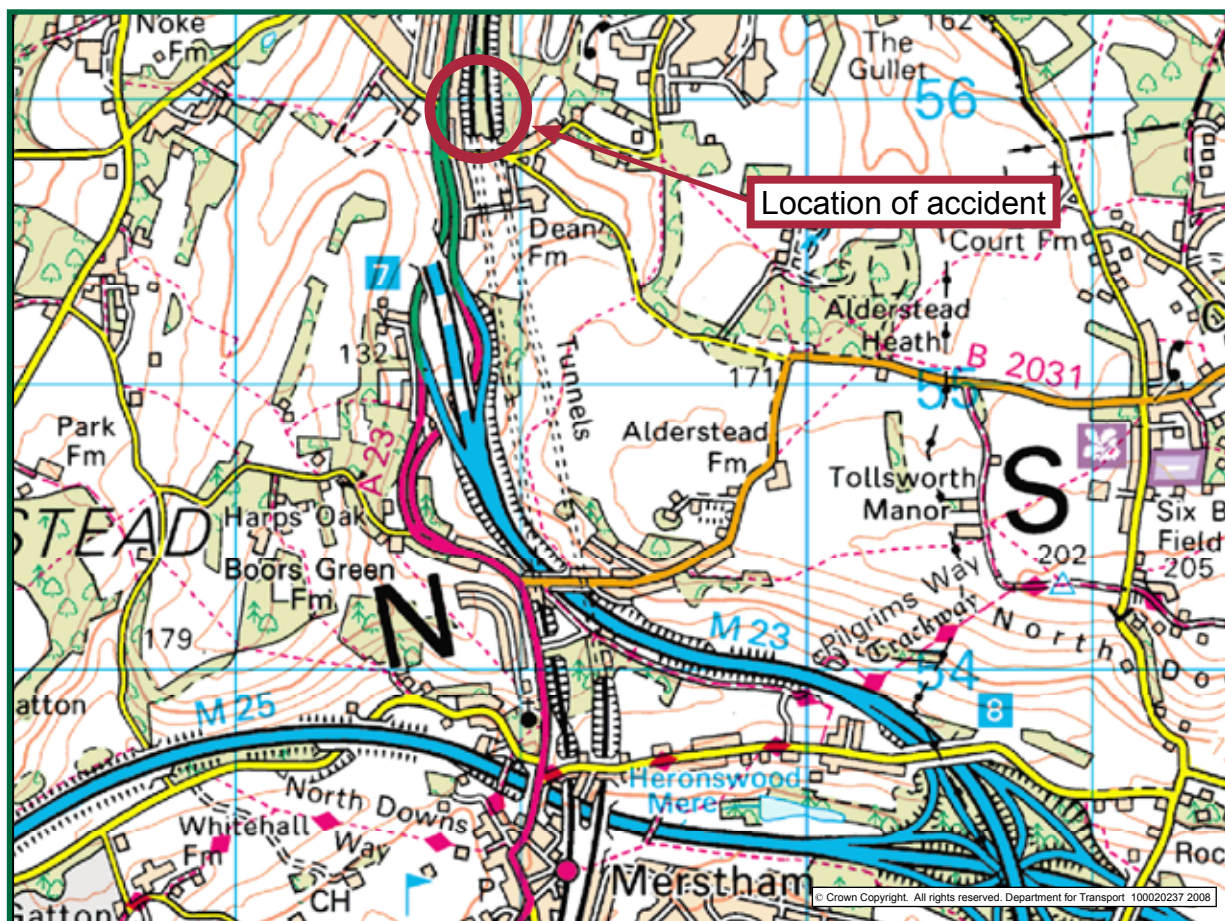 Noke
Fm
162
The
Gullet
56
Location of accident
Court Fm
Dean
Fm
7
Alderstead
Heath
132
Tunnels
B 2031
171
55
Park
Fm
A 23
Alderstead
Fm
S
Tollsworth
Manor
STEAD
Harps Oak
Six B
Field
202
205
Boors Green
Fm
N
Pilgrims Way
Trackway
M 23
179
North Do
54
atton
M 25
8
Heronswood
Mere
North Downs
Way
Whitehall
Fm
CH
P
Roc
Merstham
Gatton
© Crown Copyright. All rights reserved. Department for Transport 100020237 2008